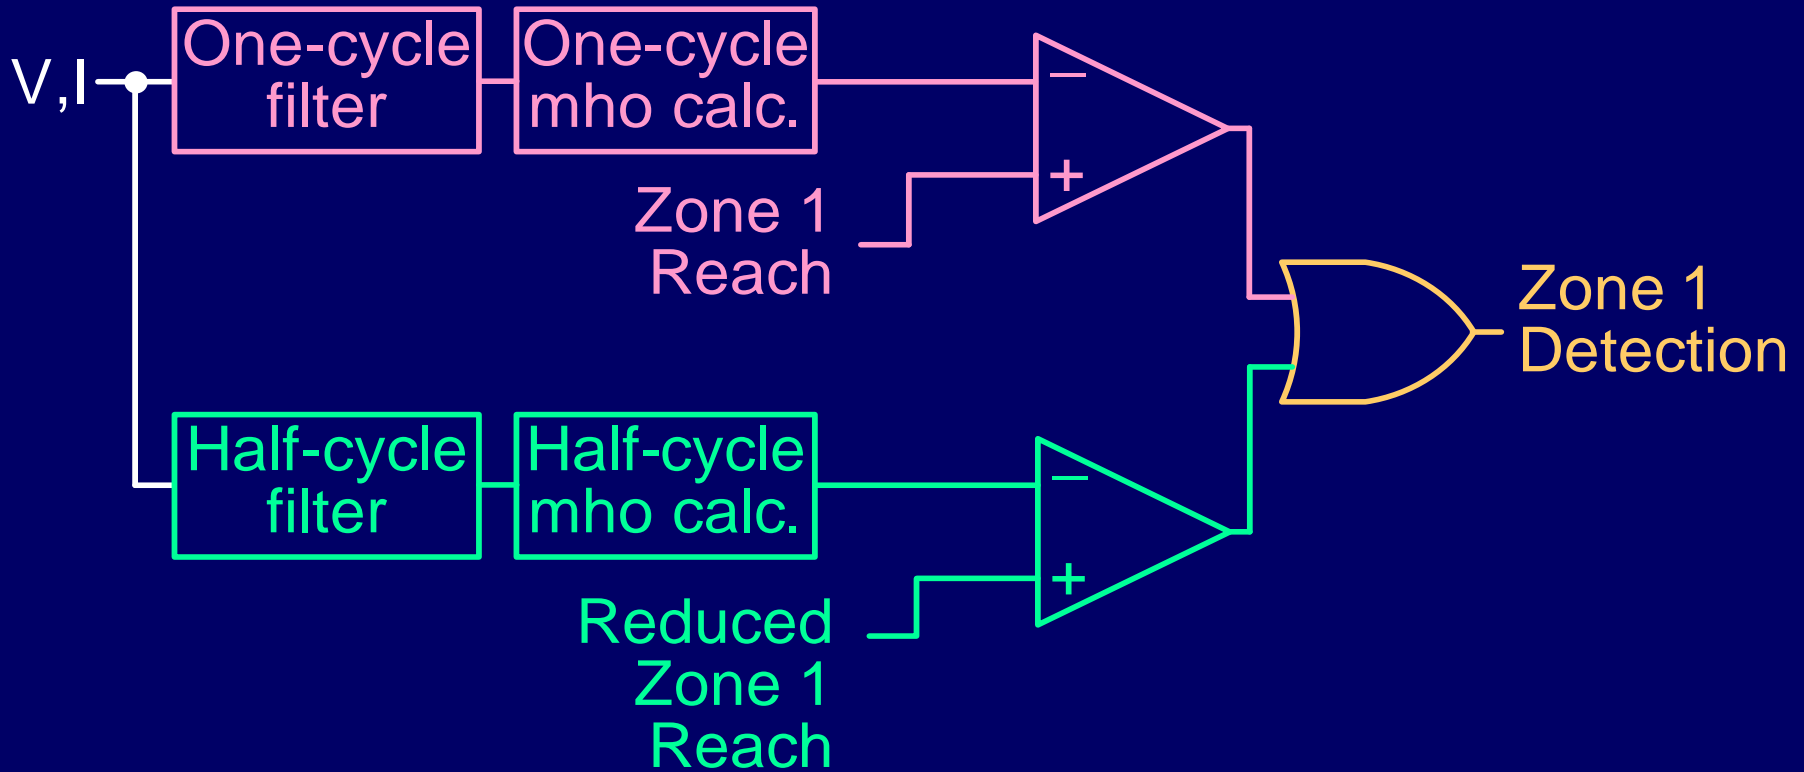 V,I
One-cycle
filter
One-cycle
mho calc.
−
+
Zone 1
Reach
Zone 1
Detection
Half-cycle
filter
Half-cycle
mho calc.
−
+
Reduced
Zone 1
Reach